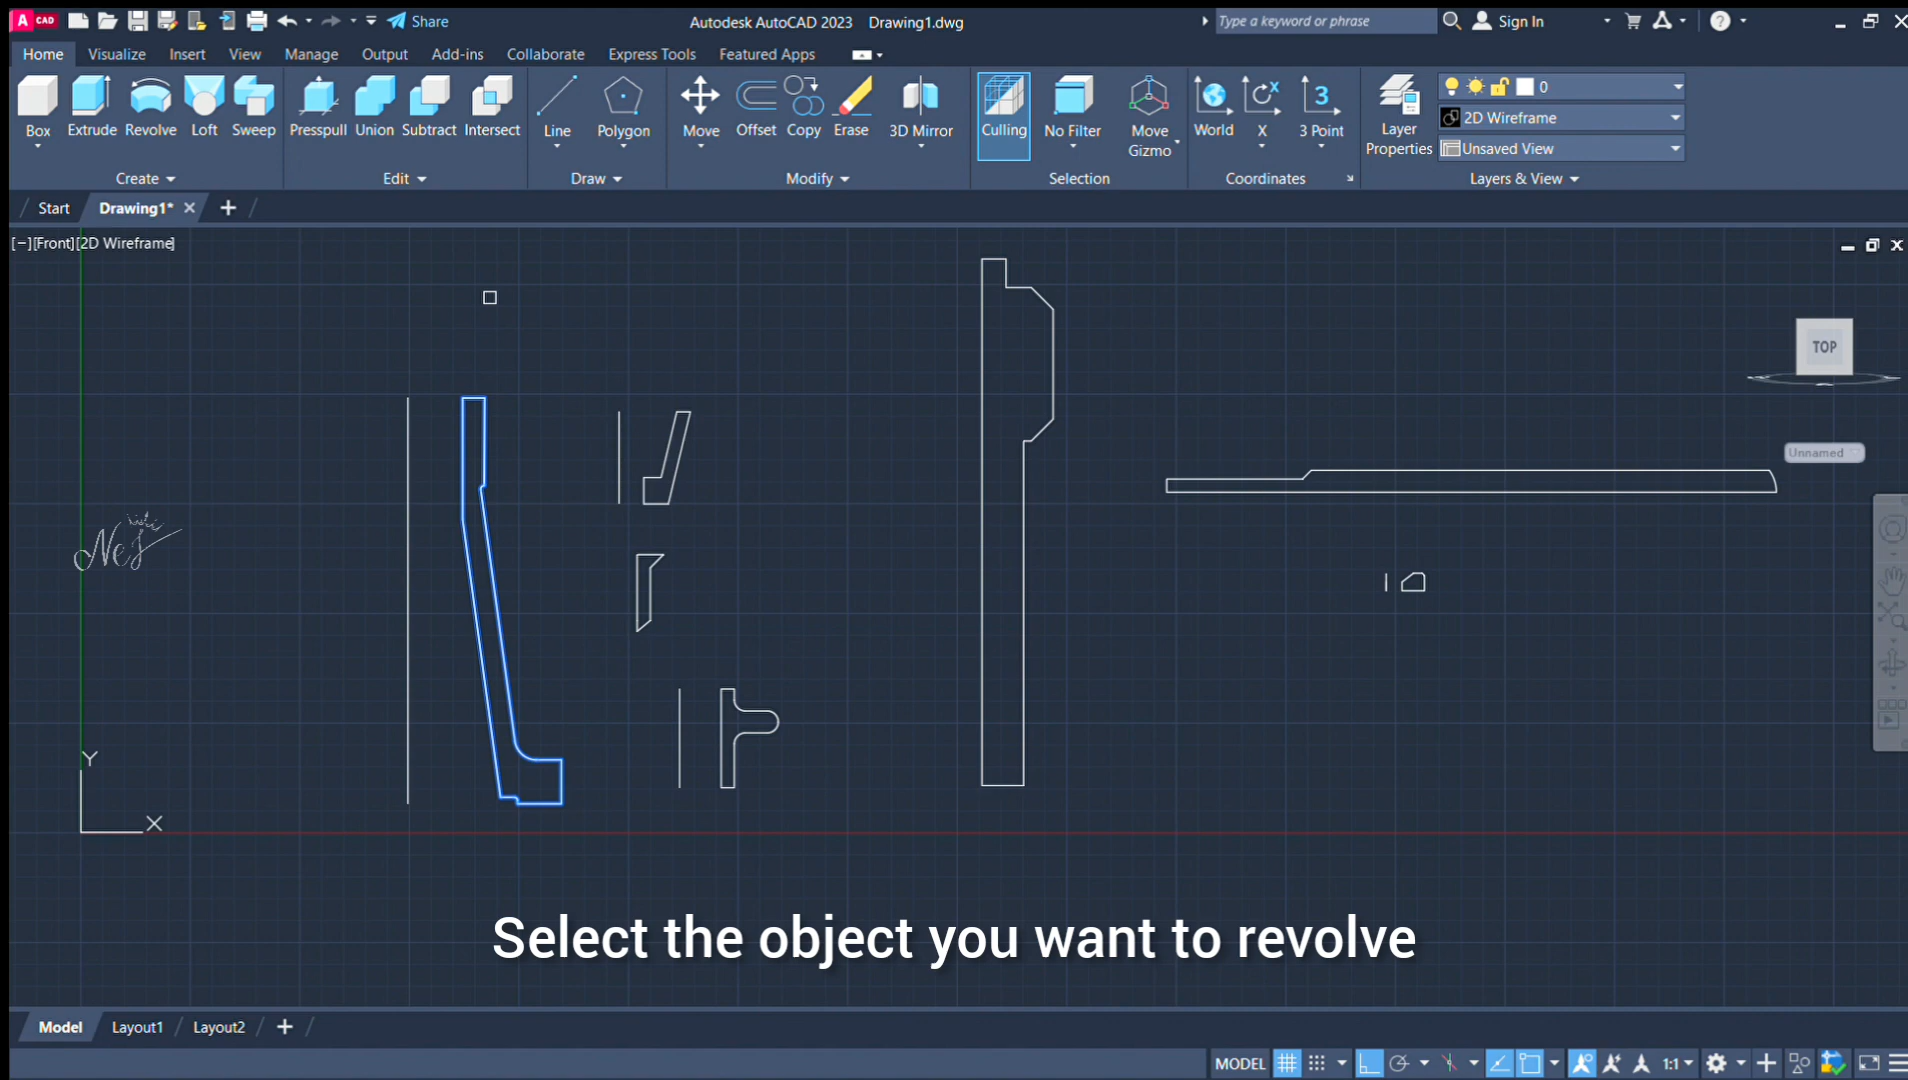 A CAD Share Autodesk AutoCAD 2023 Drawing1.dwg Type a keyword or phrase Sign In ?
Home Visualize Insert View Manage Output Add-ins Collaborate Express Tools Featured Apps
Box Extrude Revolve Loft Sweep Presspull Union Subtract Intersect Line Polygon Move Offset Copy Erase 3D Mirror Culling No Filter Move Gizmo World X 3 Point Layer Properties
0
2D Wireframe
Unsaved View
Create Edit Draw Modify Selection Coordinates Layers & View
Start Drawing1*
[−][Front][2D Wireframe]
TOP
Unnamed
Nej
Y
X
Select the object you want to revolve
Model Layout1 Layout2
MODEL 1:1